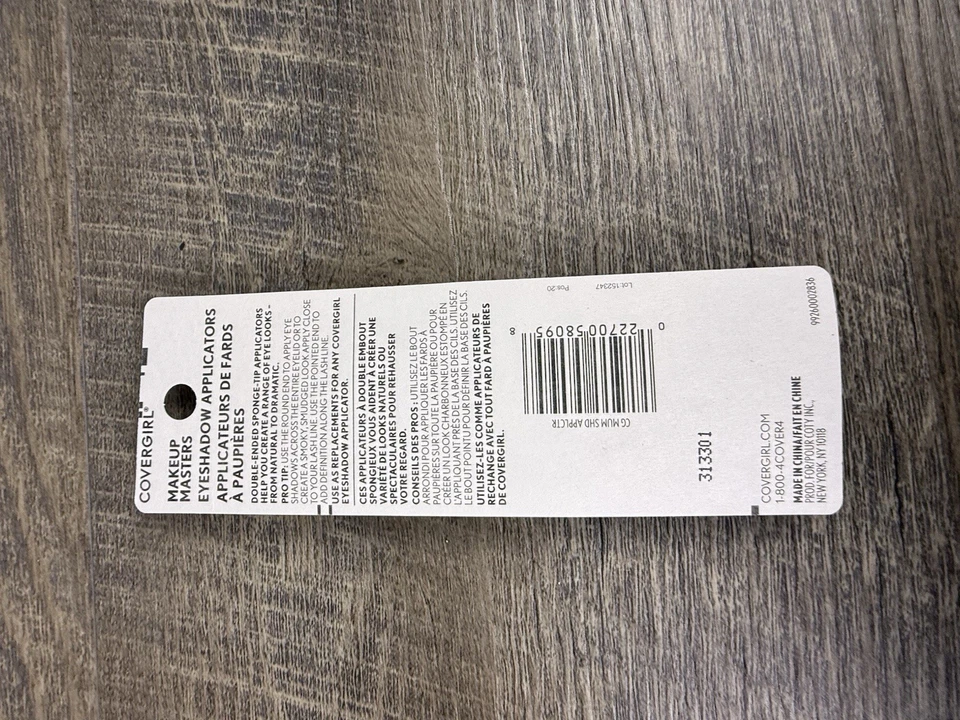 COVERGIRL®
MAKEUP
MASTERS
EYESHADOW APPLICATORS
APPLICATEURS DE FARDS
À PAUPIÈRES
DOUBLE-ENDED SPONGE-TIP APPLICATORS
HELP YOU CREATE A RANGE OF EYE LOOKS –
FROM NATURAL TO DRAMATIC.
PRO TIP: USE THE ROUND END TO APPLY EYE
SHADOWS ACROSS THE ENTIRE EYELID OR TO
CREATE A SMOKY, SMUDGED LOOK, APPLY CLOSE
TO YOUR LASH LINE. USE THE POINTED END TO
ADD DEFINITION ALONG THE LASH LINE.
USE AS REPLACEMENTS FOR ANY COVERGIRL
EYESHADOW APPLICATOR.
CES APPLICATEURS À DOUBLE EMBOUT
SPONGIEUX VOUS AIDENT À CRÉER UNE
VARIÉTÉ DE LOOKS NATURELS OU
SPECTACULAIRES POUR REHAUSSER
VOTRE REGARD.
CONSEILS DES PROS : UTILISEZ LE BOUT
ARRONDI POUR APPLIQUER LES FARDS À
PAUPIÈRES SUR TOUTE LA PAUPIÈRE OU POUR
CRÉER UN LOOK CHARBONNEUX ESTOMPÉ EN
L'APPLIQUANT PRÈS DE LA BASE DES CILS. UTILISEZ
LE BOUT POINTU POUR DÉFINIR LA BASE DES CILS.
UTILISEZ-LES COMME APPLICATEURS DE
RECHANGE AVEC TOUT FARD À PAUPIÈRES
DE COVERGIRL.
0 22700 58095 8
CG MUM SHD APPLCTR
Pos:20
Lot:152347
313301
COVERGIRL.COM
1-800-4COVER4
MADE IN CHINA/FAIT EN CHINE
PROD. FOR/POUR COTY INC.,
NEW YORK, NY 10118
99260002836